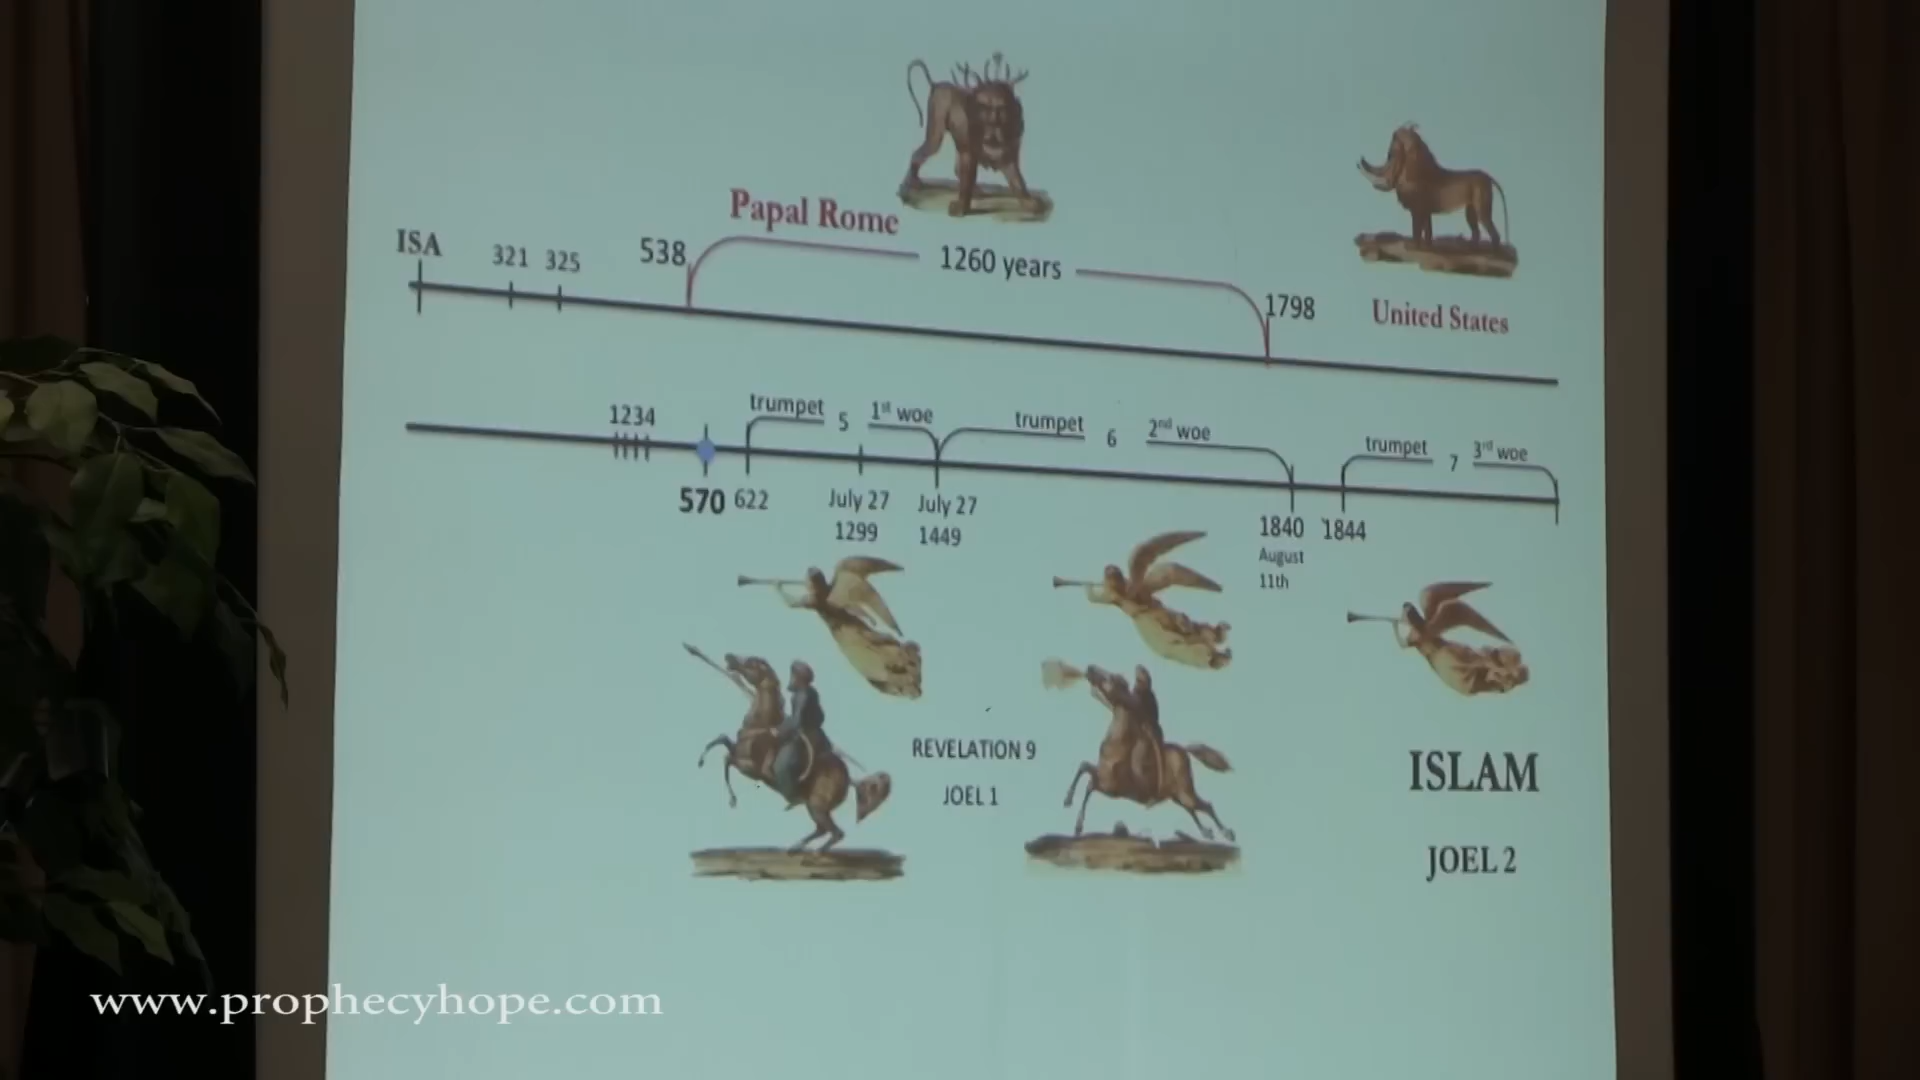 Papal Rome
ISA 321 325 538 1260 years 1798
United States
1234 trumpet 5 1st woe trumpet 6 2nd woe trumpet 7 3rd woe
570 622 July 27 1299 July 27 1449 1840 August 11th 1844
REVELATION 9
JOEL 1
ISLAM
JOEL 2
www.prophecyhope.com